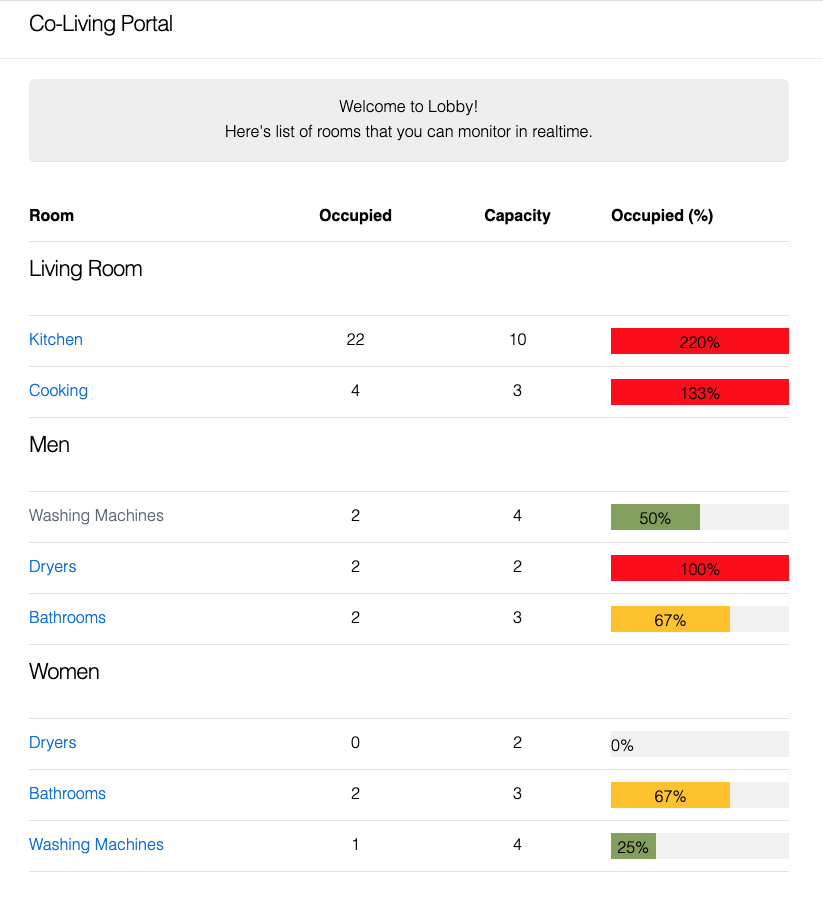 Co-Living Portal
Welcome to Lobby!
Here's list of rooms that you can monitor in realtime.
Room Occupied Capacity Occupied (%)
Living Room
Kitchen 22 10 220%
Cooking 4 3 133%
Men
Washing Machines 2 4 50%
Dryers 2 2 100%
Bathrooms 2 3 67%
Women
Dryers 0 2 0%
Bathrooms 2 3 67%
Washing Machines 1 4 25%